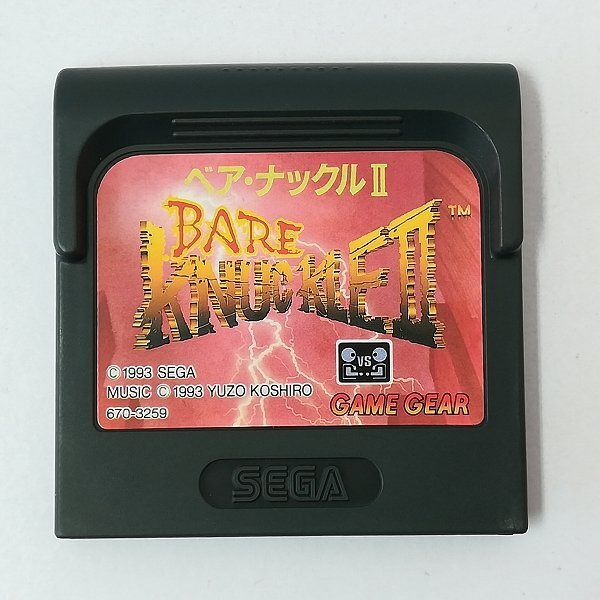 ベア・ナックルⅡ
BARE
KNUCKLE II ™
© 1993 SEGA
MUSIC © 1993 YUZO KOSHIRO
670-3259
VS
GAME GEAR
SEGA